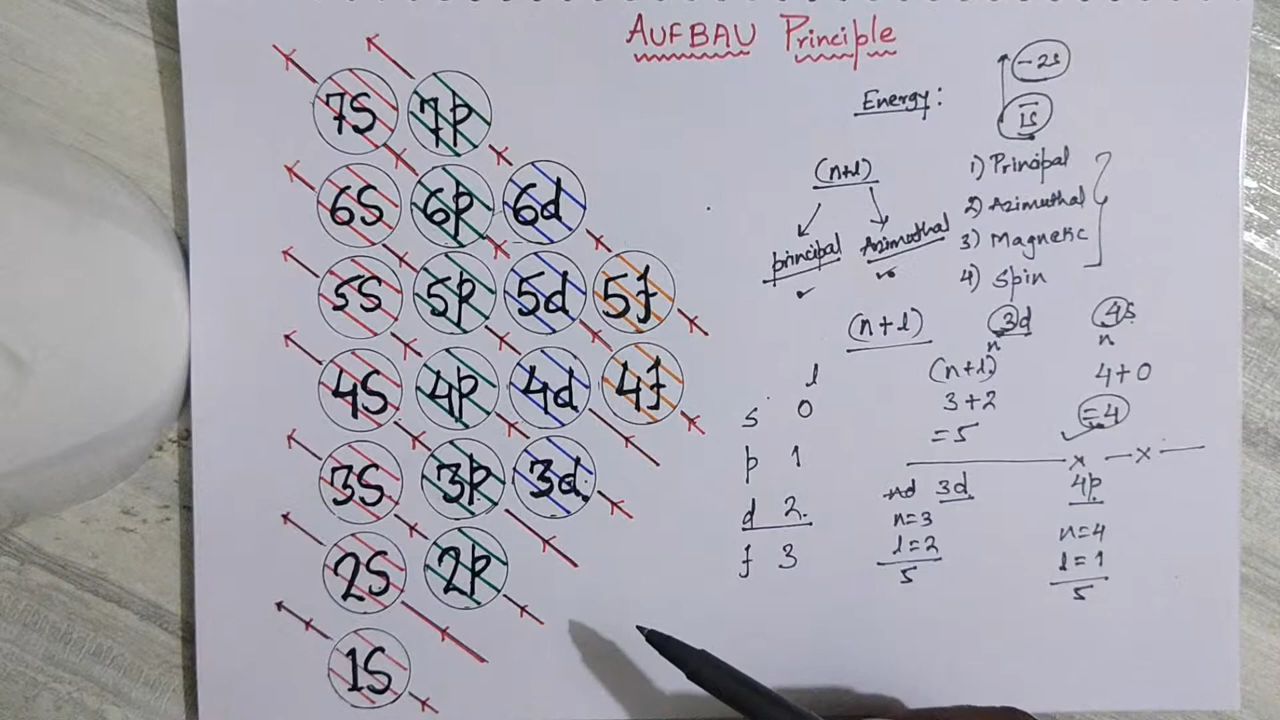 AUFBAU Principle
7S 7p
6S 6p 6d
5S 5p 5d 5f
4S 4p 4d 4f
3S 3p 3d
2S 2p
1S
Energy:
-2s
1s
(n+l)
principal Azimuthal
1) Principal
2) Azimuthal
3) Magnetic
4) Spin
(n+l) 3d 4s
n n
l
s 0
p 1
d 2
f 3
(n+l)
3+2
=5
4+0
=4
x — x —
3d 4p
n=3
l=2
5
n=4
l=1
5